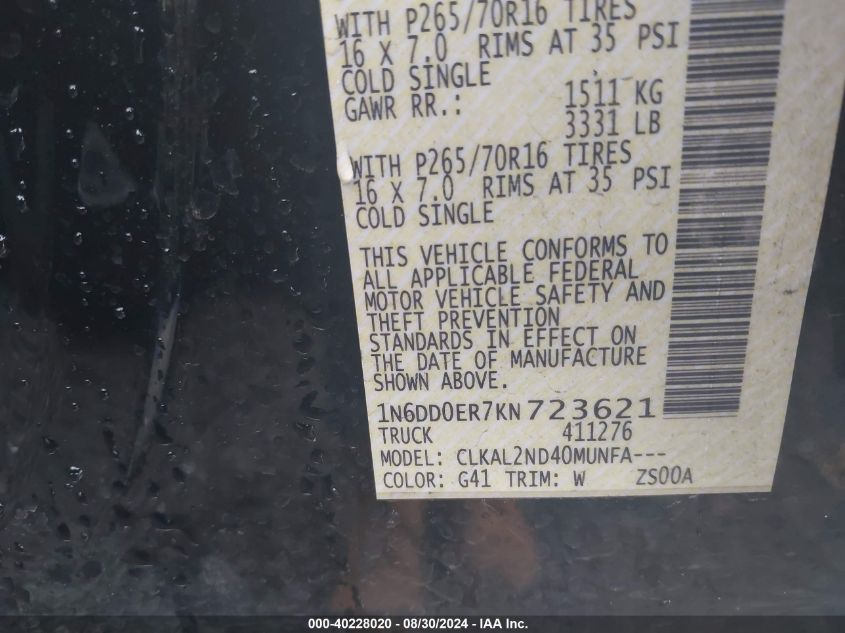 WITH P265/70R16 TIRES
16 X 7.0 RIMS AT 35 PSI
COLD SINGLE
GAWR RR.: 1511 KG
3331 LB
WITH P265/70R16 TIRES
16 X 7.0 RIMS AT 35 PSI
COLD SINGLE
THIS VEHICLE CONFORMS TO
ALL APPLICABLE FEDERAL
MOTOR VEHICLE SAFETY AND
THEFT PREVENTION
STANDARDS IN EFFECT ON
THE DATE OF MANUFACTURE
SHOWN ABOVE.
1N6DD0ER7KN723621
TRUCK 411276
MODEL: CLKAL2ND40MUNFA---
COLOR: G41 TRIM: W ZS00A
000-40228020 - 08/30/2024 - IAA Inc.